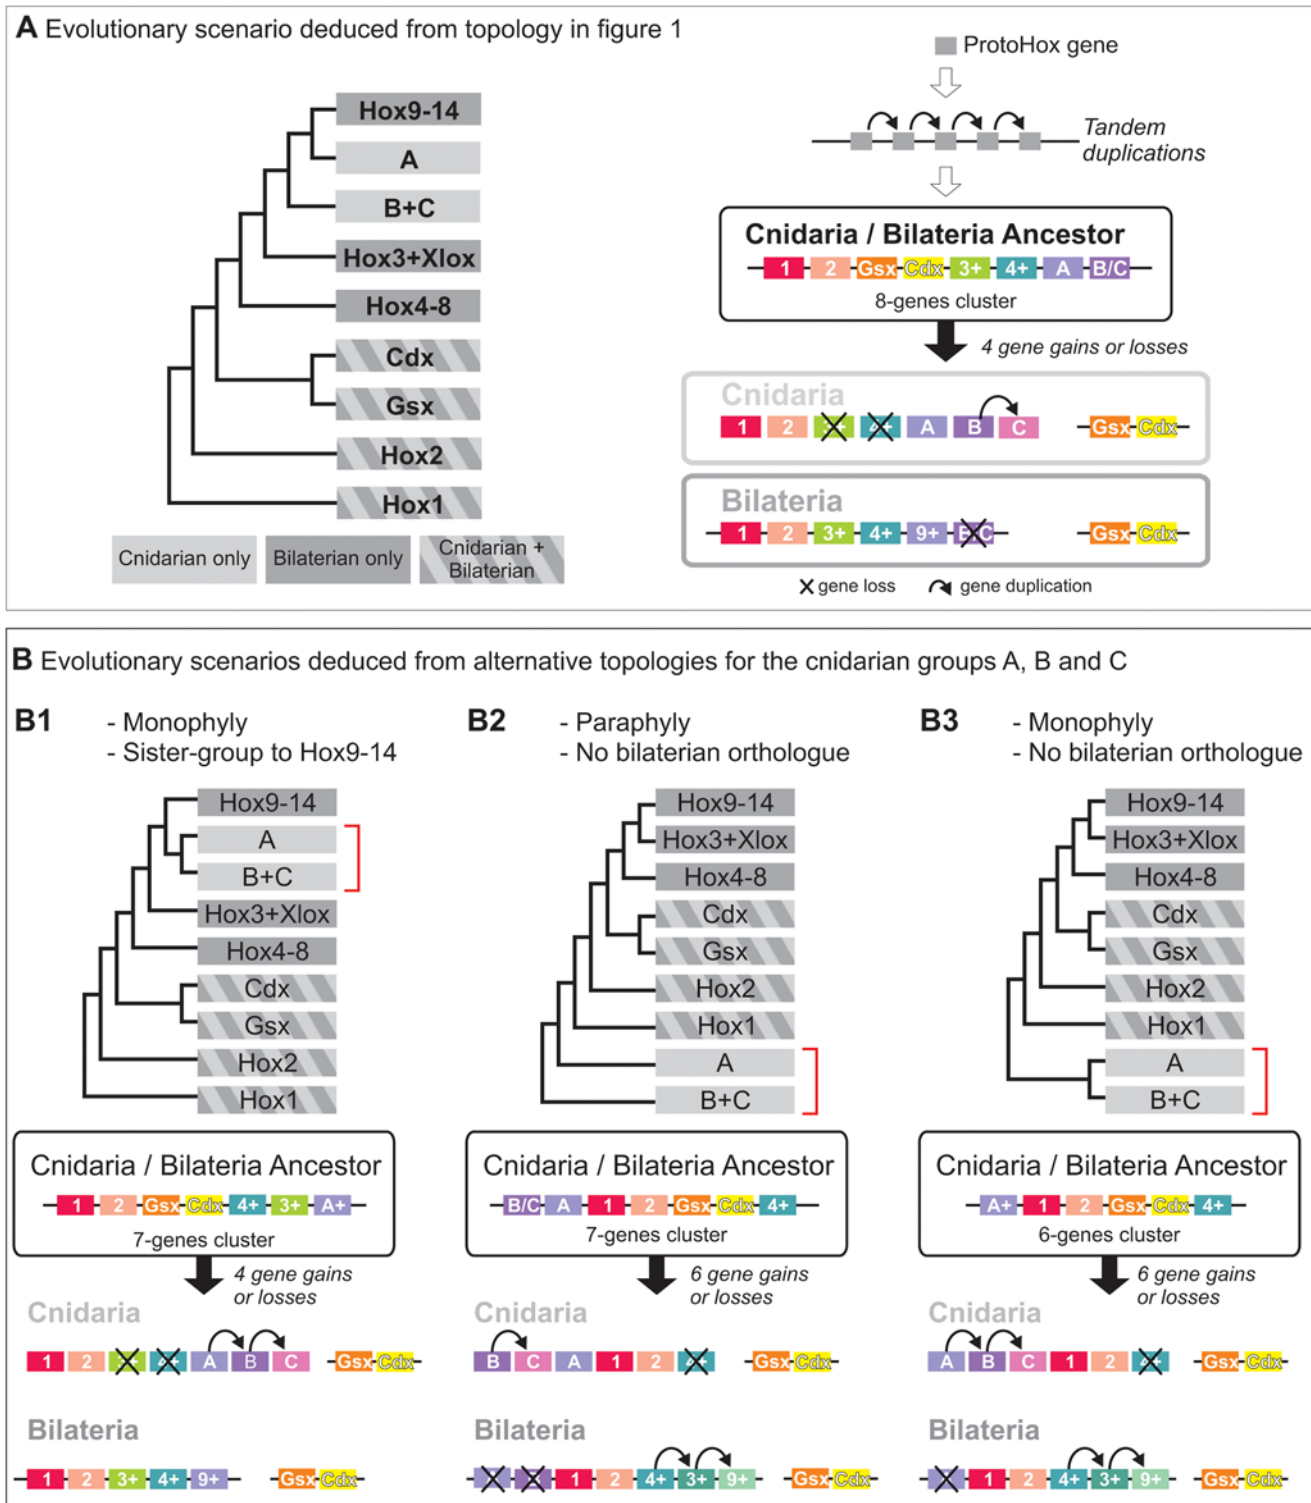 A Evolutionary scenario deduced from topology in figure 1
Hox9-14
A
B+C
Hox3+Xlox
Hox4-8
Cdx
Gsx
Hox2
Hox1
Cnidarian only
Bilaterian only
Cnidarian +
Bilaterian
ProtoHox gene
Tandem
duplications
Cnidaria / Bilateria Ancestor
1 2 Gsx Cdx 3+ 4+ A B/C
8-genes cluster
4 gene gains or losses
Cnidaria
1 2 3+ 4+ A B C Gsx Cdx
Bilateria
1 2 3+ 4+ 9+ B/C Gsx Cdx
gene loss
gene duplication
B Evolutionary scenarios deduced from alternative topologies for the cnidarian groups A, B and C
B1
- Monophyly
- Sister-group to Hox9-14
Hox9-14
A
B+C
Hox3+Xlox
Hox4-8
Cdx
Gsx
Hox2
Hox1
Cnidaria / Bilateria Ancestor
1 2 Gsx Cdx 4+ 3+ A+
7-genes cluster
4 gene gains
or losses
Cnidaria
1 2 3+ 4+ A B C Gsx Cdx
Bilateria
1 2 3+ 4+ 9+ Gsx Cdx
B2
- Paraphyly
- No bilaterian orthologue
Hox9-14
Hox3+Xlox
Hox4-8
Cdx
Gsx
Hox2
Hox1
A
B+C
Cnidaria / Bilateria Ancestor
B/C A 1 2 Gsx Cdx 4+
7-genes cluster
6 gene gains
or losses
Cnidaria
B C A 1 2 4+ Gsx Cdx
Bilateria
1 2 4+ 3+ 9+ Gsx Cdx
B3
- Monophyly
- No bilaterian orthologue
Hox9-14
Hox3+Xlox
Hox4-8
Cdx
Gsx
Hox2
Hox1
A
B+C
Cnidaria / Bilateria Ancestor
A+ 1 2 Gsx Cdx 4+
6-genes cluster
6 gene gains
or losses
Cnidaria
A B C 1 2 4+ Gsx Cdx
Bilateria
1 2 4+ 3+ 9+ Gsx Cdx